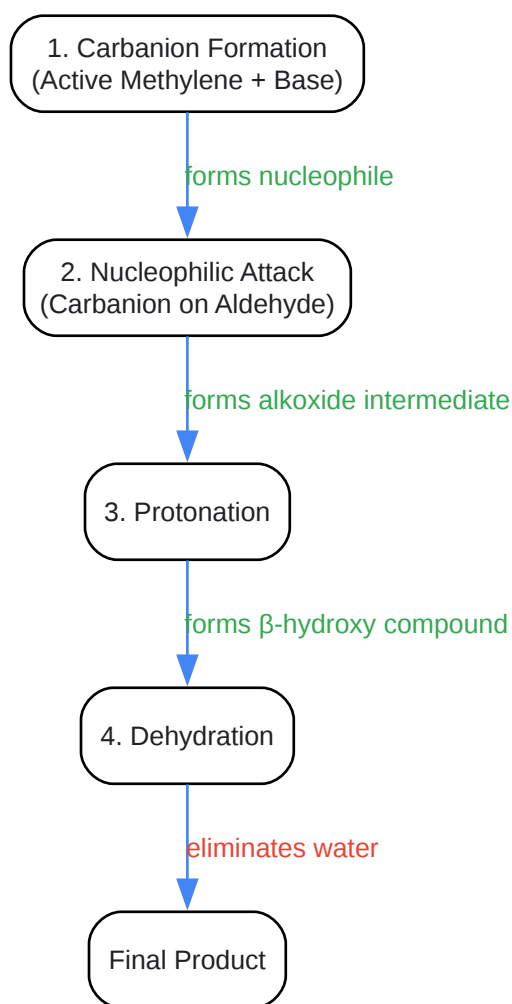 1. Carbanion Formation
(Active Methylene + Base)
forms nucleophile
2. Nucleophilic Attack
(Carbanion on Aldehyde)
forms alkoxide intermediate
3. Protonation
forms β-hydroxy compound
4. Dehydration
eliminates water
Final Product